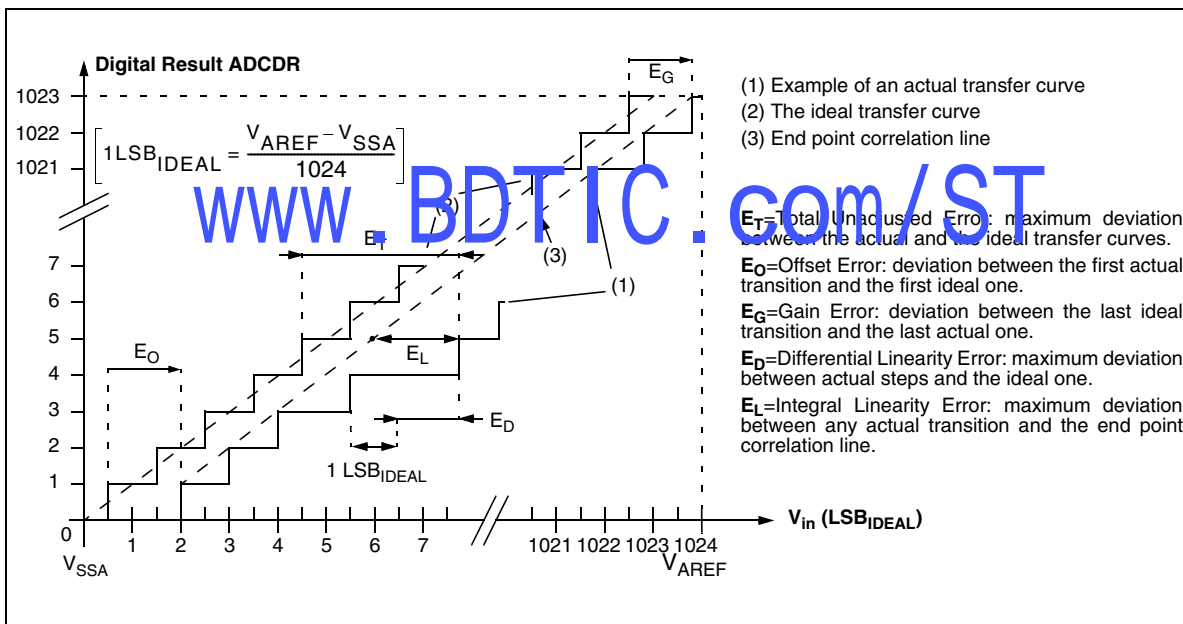 Digital Result ADCDR
E_G
1023
1022
1021
1LSB_IDEAL = (V_AREF – V_SSA) / 1024
(1) Example of an actual transfer curve
(2) The ideal transfer curve
(3) End point correlation line
www.BDTIC.com/ST
(2)
E_T
(3)
(1)
E_T=Total Unadjusted Error: maximum deviation
between the actual and the ideal transfer curves.
E_O=Offset Error: deviation between the first actual
transition and the first ideal one.
E_G=Gain Error: deviation between the last ideal
transition and the last actual one.
E_D=Differential Linearity Error: maximum deviation
between actual steps and the ideal one.
E_L=Integral Linearity Error: maximum deviation
between any actual transition and the end point
correlation line.
7
6
5
4
3
2
1
0
E_O
E_L
E_D
1 LSB_IDEAL
V_in (LSB_IDEAL)
1 2 3 4 5 6 7 1021 1022 1023 1024
V_SSA
V_AREF